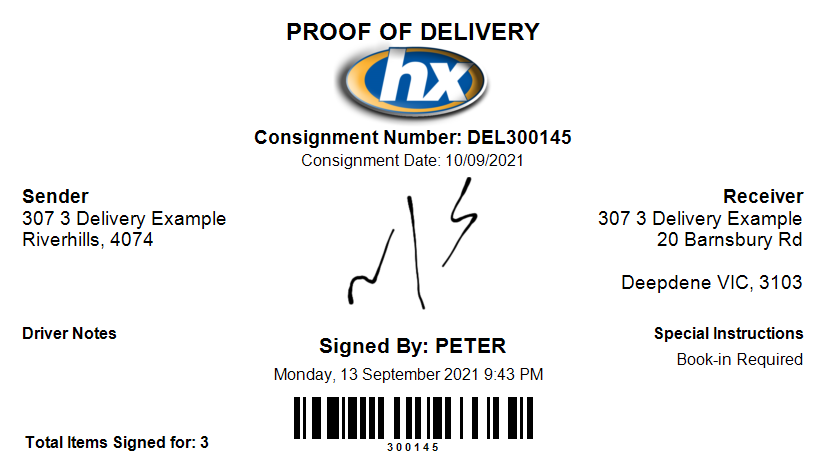 PROOF OF DELIVERY
hx
Consignment Number: DEL300145
Consignment Date: 10/09/2021
Sender
307 3 Delivery Example
Riverhills, 4074
Receiver
307 3 Delivery Example
20 Barnsbury Rd
Deepdene VIC, 3103
Driver Notes
Special Instructions
Book-in Required
Signed By: PETER
Monday, 13 September 2021 9:43 PM
300145
Total Items Signed for: 3